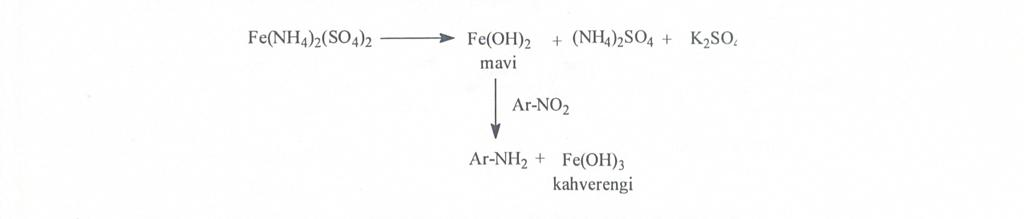 Fe(NH4)2(SO4)2 ⟶ Fe(OH)2 + (NH4)2SO4 + K2SO
mavi
Ar-NO2
Ar-NH2 + Fe(OH)3
kahverengi